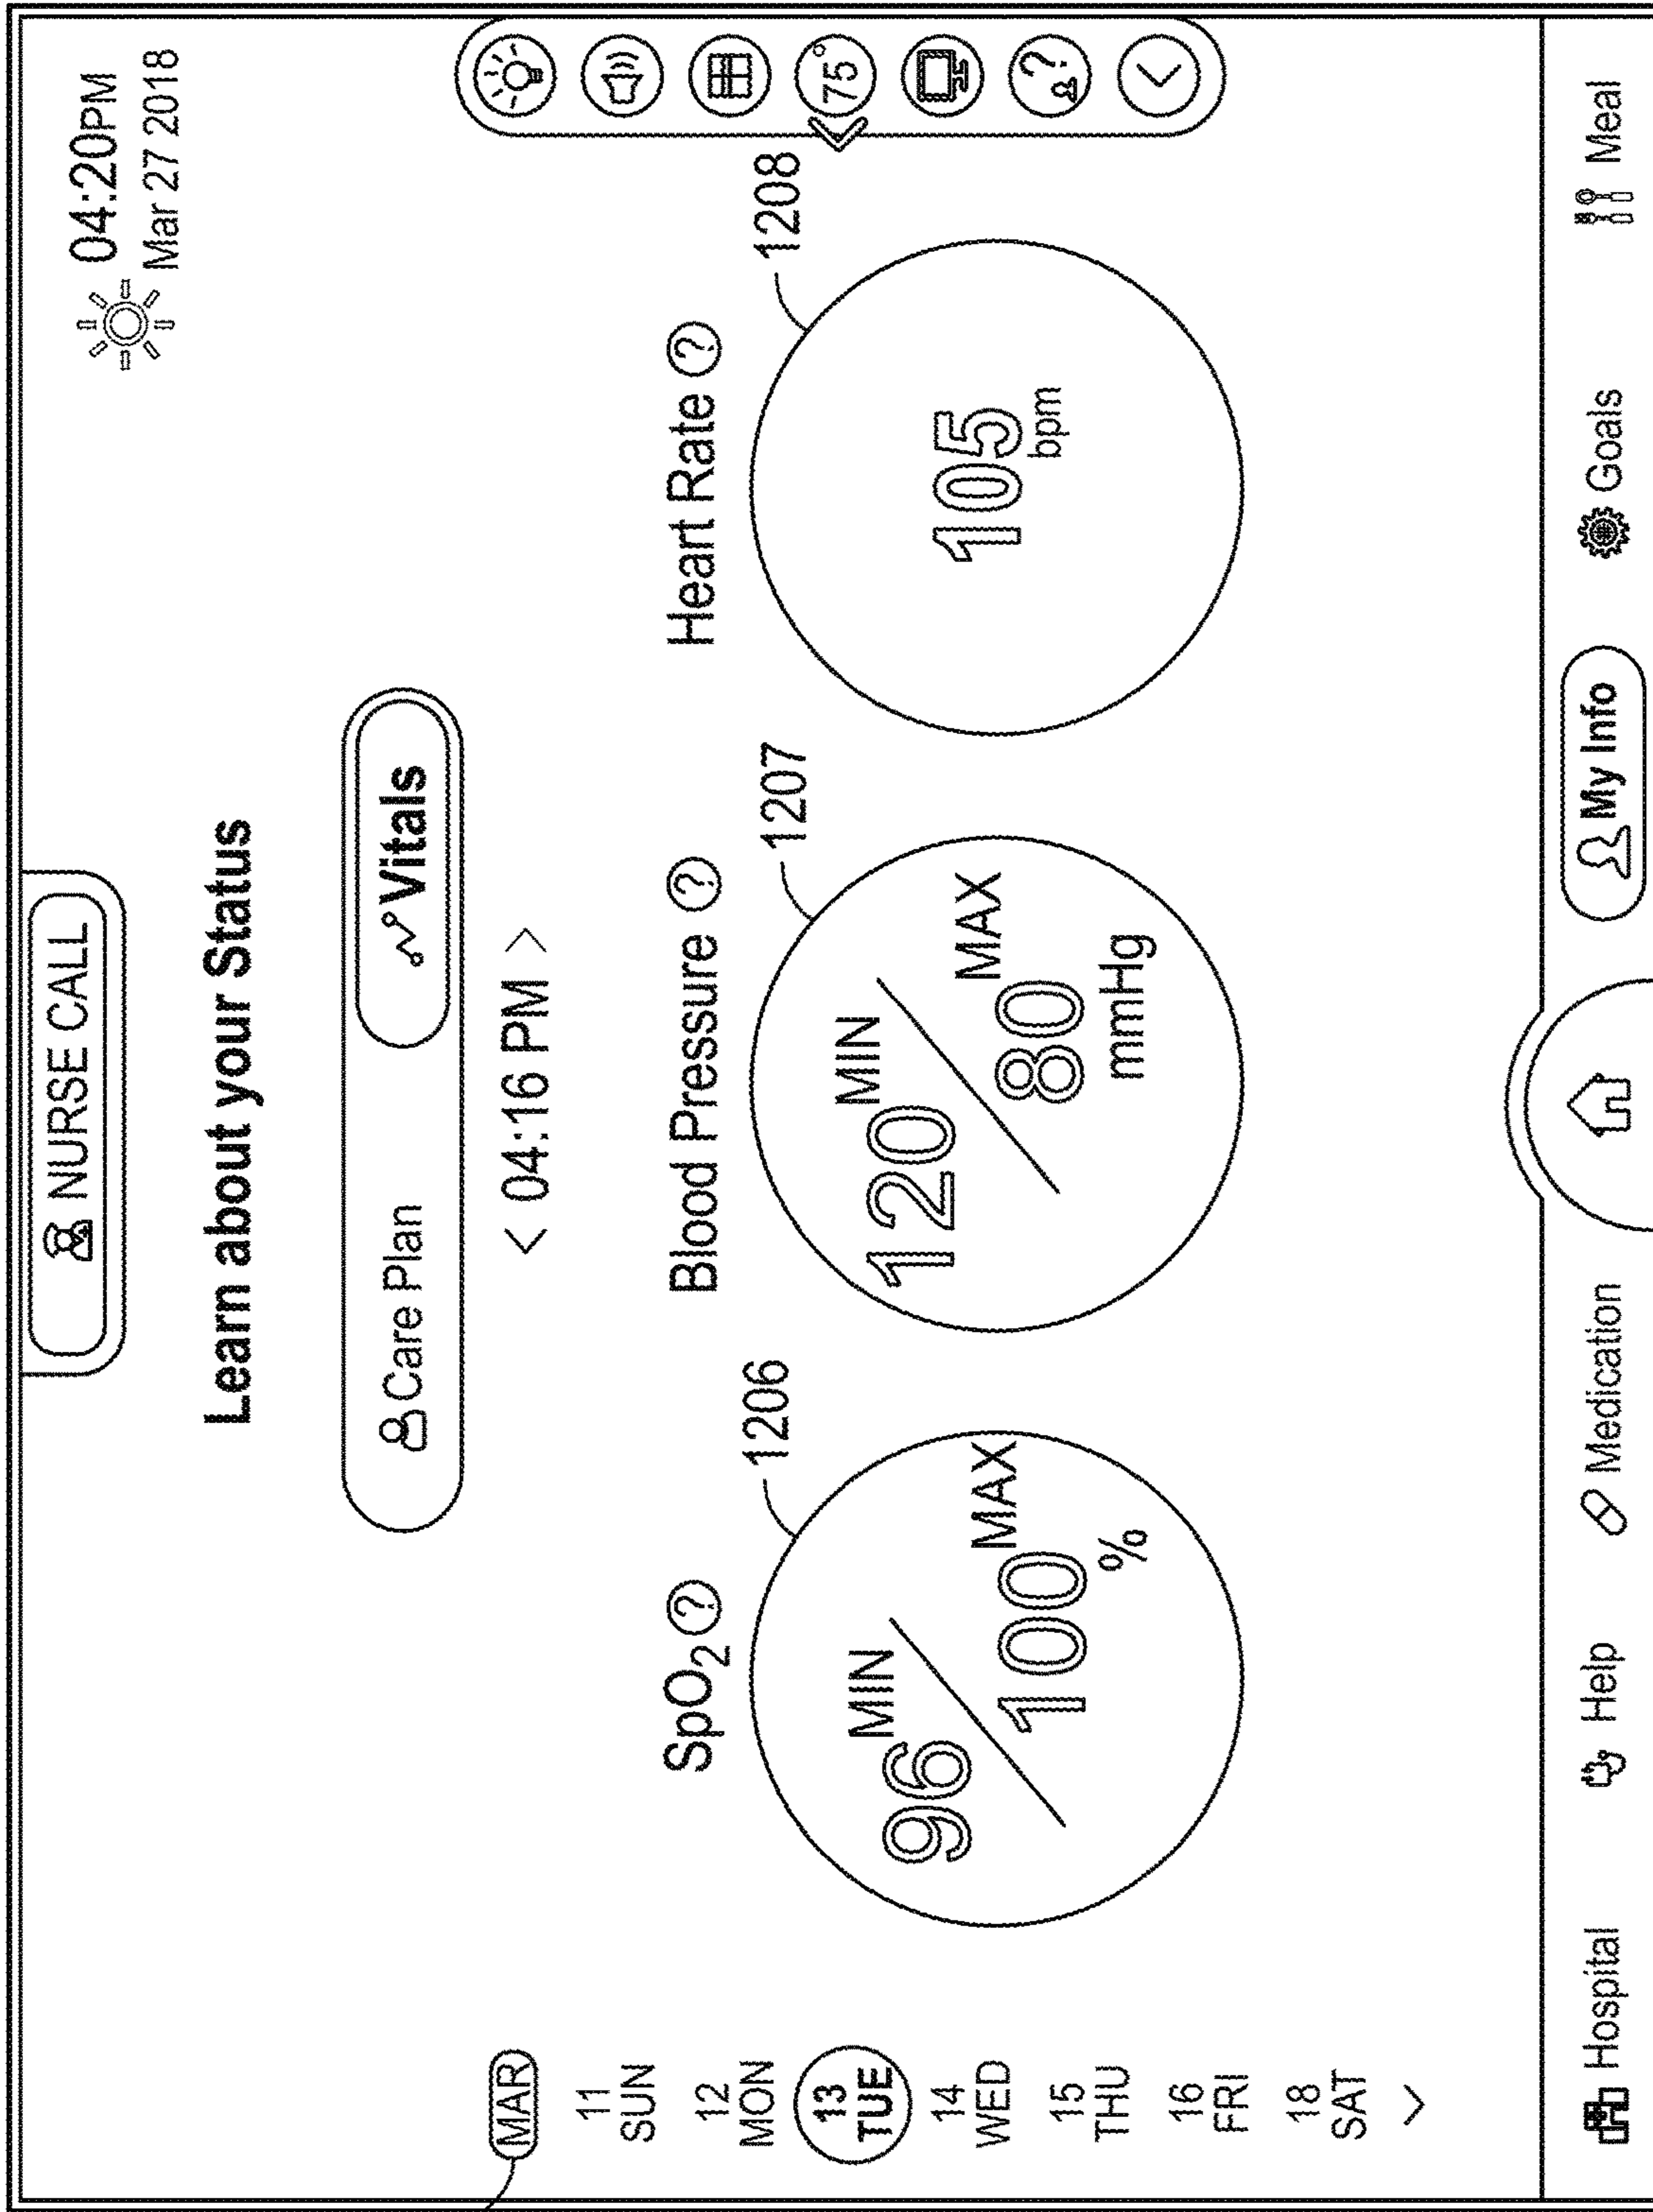 NURSE CALL
04:20PM
Mar 27 2018
Learn about your Status
Care Plan
Vitals
< 04:16 PM >
MAR
11
SUN
12
MON
13
TUE
14
WED
15
THU
16
FRI
18
SAT
SpO₂ ?
1206
96 MIN
100 MAX
%
Blood Pressure ?
1207
120 MIN
80 MAX
mmHg
Heart Rate ?
1208
105
bpm
75°
?
Hospital
Help
Medication
My Info
Goals
Meal